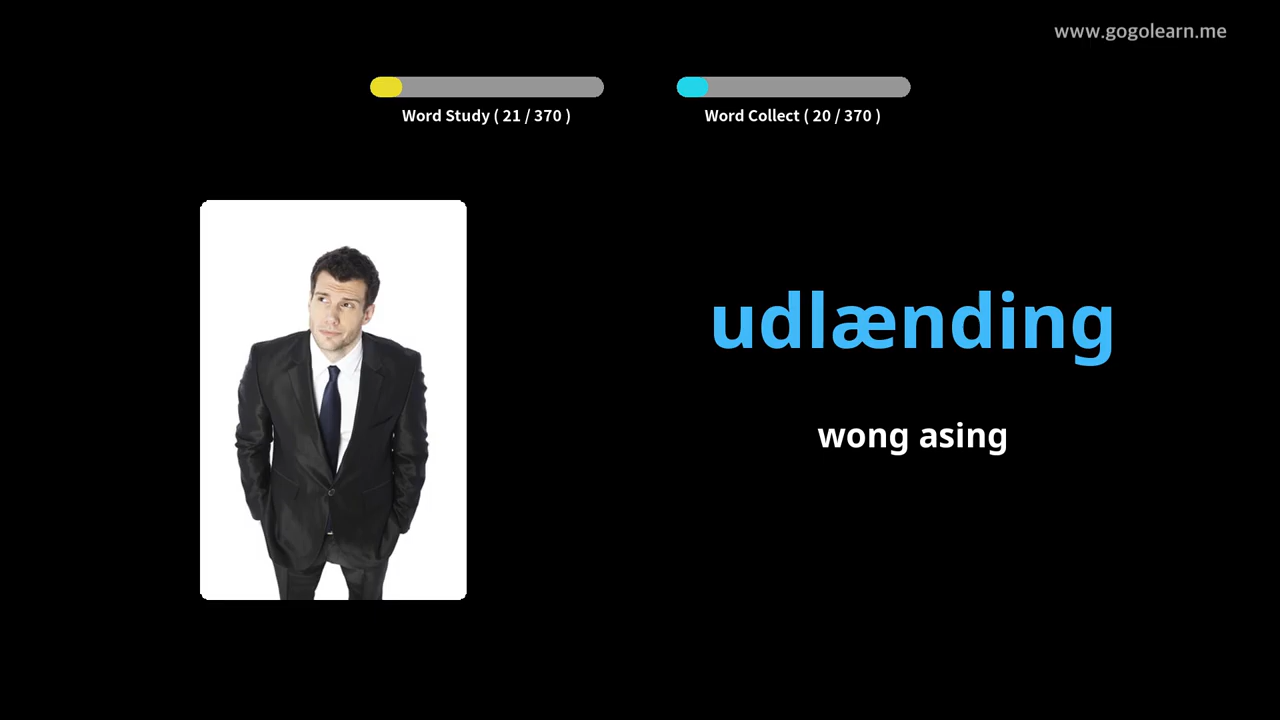 www.gogolearn.me
Word Study ( 21 / 370 )
Word Collect ( 20 / 370 )
udlænding
wong asing